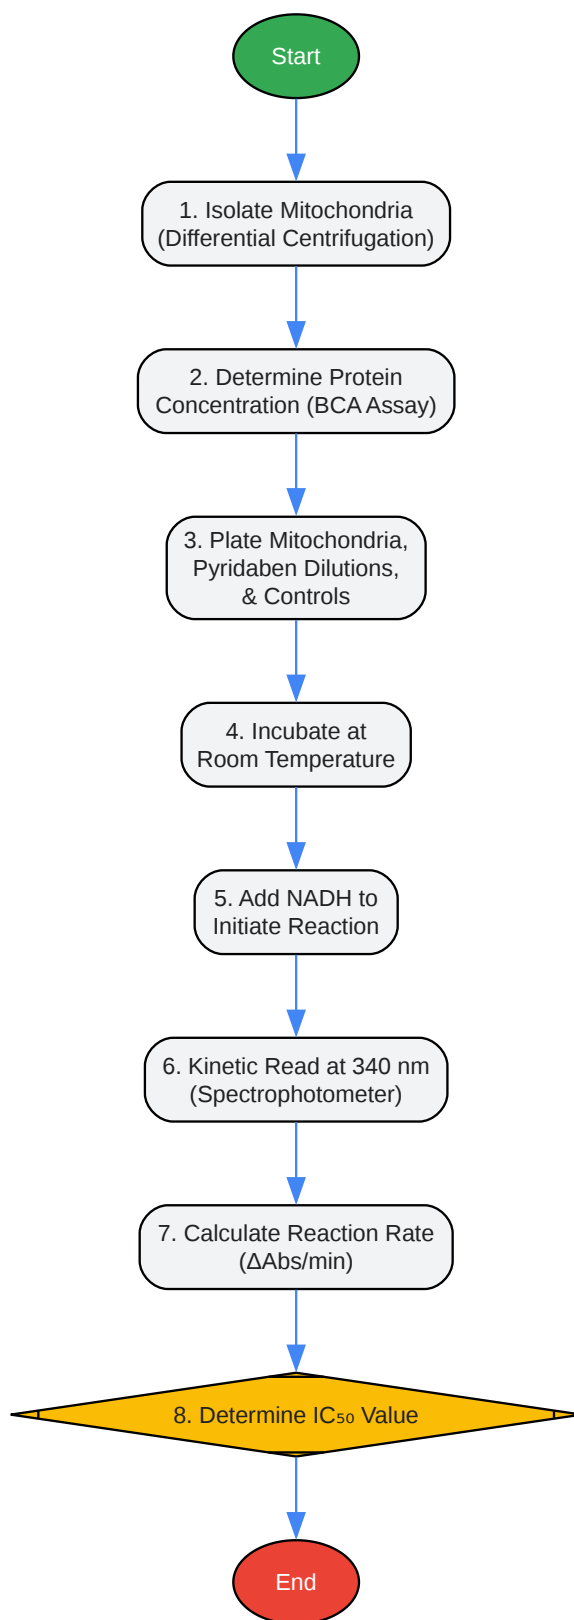 Start
1. Isolate Mitochondria
(Differential Centrifugation)
2. Determine Protein
Concentration (BCA Assay)
3. Plate Mitochondria,
Pyridaben Dilutions,
& Controls
4. Incubate at
Room Temperature
5. Add NADH to
Initiate Reaction
6. Kinetic Read at 340 nm
(Spectrophotometer)
7. Calculate Reaction Rate
(ΔAbs/min)
8. Determine IC₅₀ Value
End